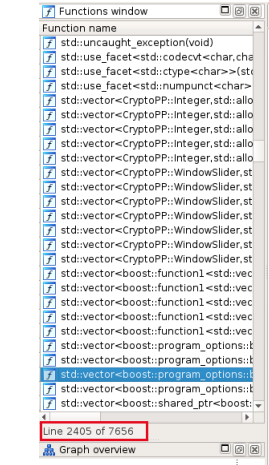 Functions window
Function name
std::uncaught_exception(void)
std::use_facet<std::codecvt<char,cha
std::use_facet<std::ctype<char>>(st
std::use_facet<std::numpunct<char>
std::vector<CryptoPP::Integer,std::allo
std::vector<CryptoPP::Integer,std::allo
std::vector<CryptoPP::Integer,std::allo
std::vector<CryptoPP::Integer,std::allo
std::vector<CryptoPP::Integer,std::allo
std::vector<CryptoPP::WindowSlider,st
std::vector<CryptoPP::WindowSlider,st
std::vector<CryptoPP::WindowSlider,st
std::vector<CryptoPP::WindowSlider,st
std::vector<CryptoPP::WindowSlider,st
std::vector<CryptoPP::WindowSlider,st
std::vector<CryptoPP::WindowSlider,st
std::vector<boost::function1<std::vec
std::vector<boost::function1<std::vec
std::vector<boost::function1<std::vec
std::vector<boost::function1<std::vec
std::vector<boost::function1<std::vec
std::vector<boost::program_options::b
std::vector<boost::program_options::b
std::vector<boost::program_options::b
std::vector<boost::program_options::b
std::vector<boost::shared_ptr<boost:
Line 2405 of 7656
Graph overview